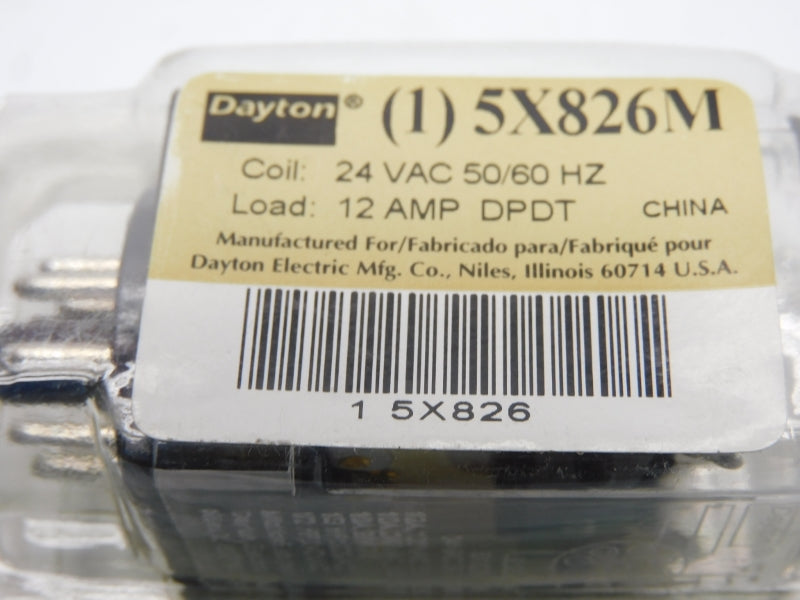 Dayton® (1) 5X826M
Coil: 24 VAC 50/60 HZ
Load: 12 AMP DPDT CHINA
Manufactured For/Fabricado para/Fabriqué pour
Dayton Electric Mfg. Co., Niles, Illinois 60714 U.S.A.
1 5X826